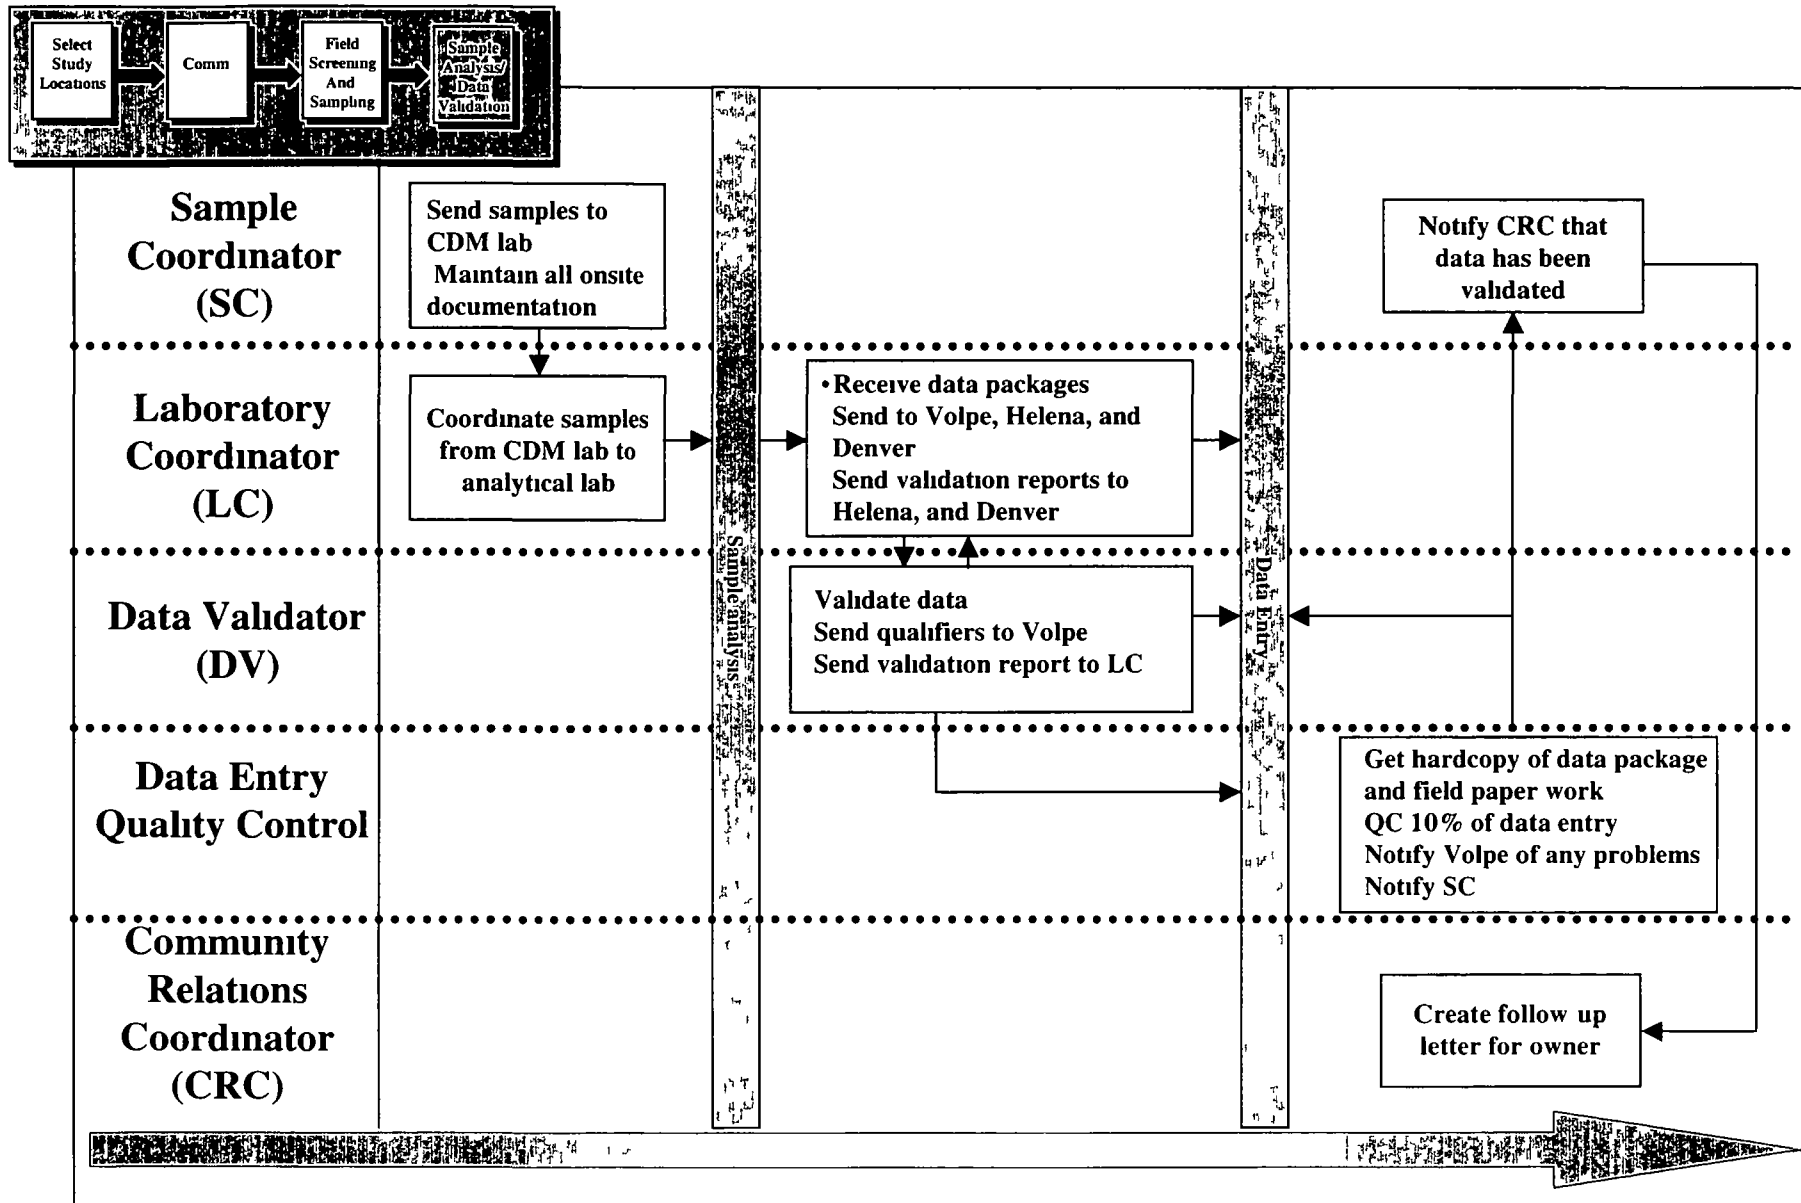 Select
Study
Locations
Comm
Field
Screening
And
Sampling
Sample
Analysis/
Data
Validation
Sample
Coordinator
(SC)
Send samples to
CDM lab
Maintain all onsite
documentation
Notify CRC that
data has been
validated
Laboratory
Coordinator
(LC)
Coordinate samples
from CDM lab to
analytical lab
• Receive data packages
Send to Volpe, Helena, and
Denver
Send validation reports to
Helena, and Denver
Sample analysis
Data Entry
Data Validator
(DV)
Validate data
Send qualifiers to Volpe
Send validation report to LC
Data Entry
Quality Control
Get hardcopy of data package
and field paper work
QC 10% of data entry
Notify Volpe of any problems
Notify SC
Community
Relations
Coordinator
(CRC)
Create follow up
letter for owner